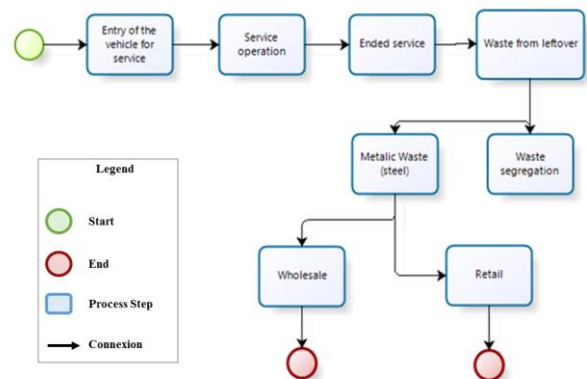 Entry of the
vehicle for
service
Service
operation
Ended service
Waste from leftover
Metalic Waste
(steel)
Waste
segregation
Wholesale
Retail
Legend
Start
End
Process Step
Connexion